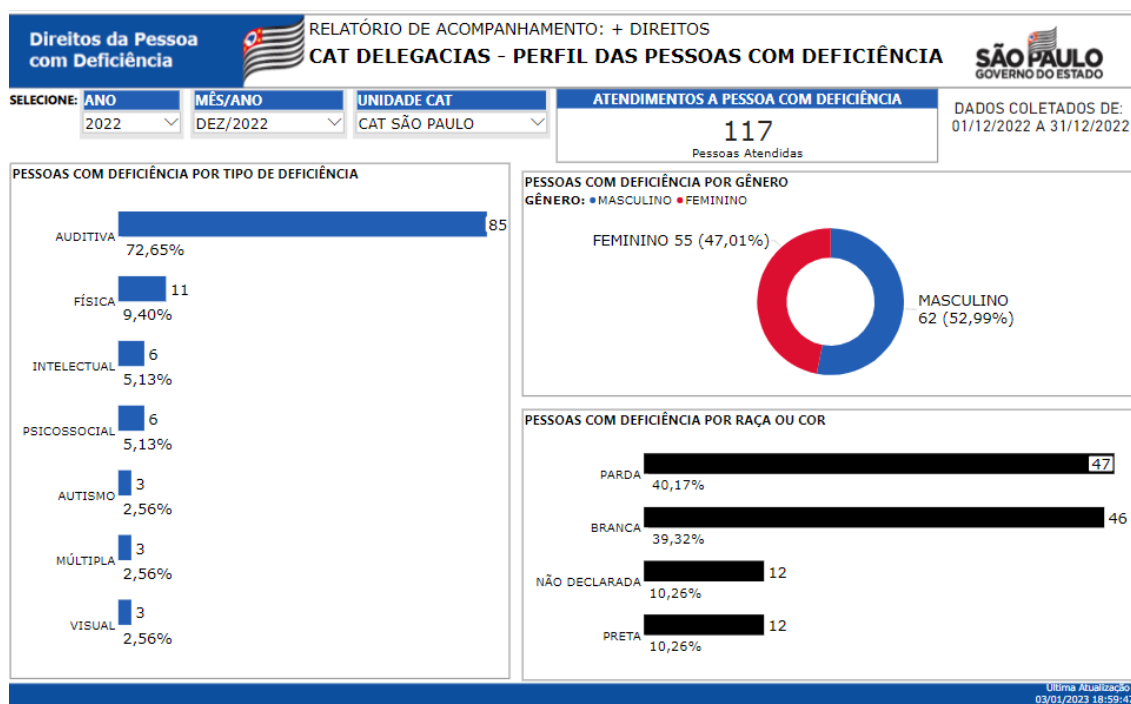 Direitos da Pessoa
com Deficiência
RELATÓRIO DE ACOMPANHAMENTO: + DIREITOS
CAT DELEGACIAS - PERFIL DAS PESSOAS COM DEFICIÊNCIA
SÃO PAULO
GOVERNO DO ESTADO
SELECIONE:
ANO
2022
MÊS/ANO
DEZ/2022
UNIDADE CAT
CAT SÃO PAULO
ATENDIMENTOS A PESSOA COM DEFICIÊNCIA
117
Pessoas Atendidas
DADOS COLETADOS DE:
01/12/2022 A 31/12/2022
PESSOAS COM DEFICIÊNCIA POR TIPO DE DEFICIÊNCIA
AUDITIVA 85
72,65%
FÍSICA 11
9,40%
INTELECTUAL 6
5,13%
PSICOSSOCIAL 6
5,13%
AUTISMO 3
2,56%
MÚLTIPLA 3
2,56%
VISUAL 3
2,56%
PESSOAS COM DEFICIÊNCIA POR GÊNERO
GÊNERO: MASCULINO FEMININO
FEMININO 55 (47,01%)
MASCULINO
62 (52,99%)
PESSOAS COM DEFICIÊNCIA POR RAÇA OU COR
PARDA 47
40,17%
BRANCA 46
39,32%
NÃO DECLARADA 12
10,26%
PRETA 12
10,26%
Última Atualização
03/01/2023 18:59:47